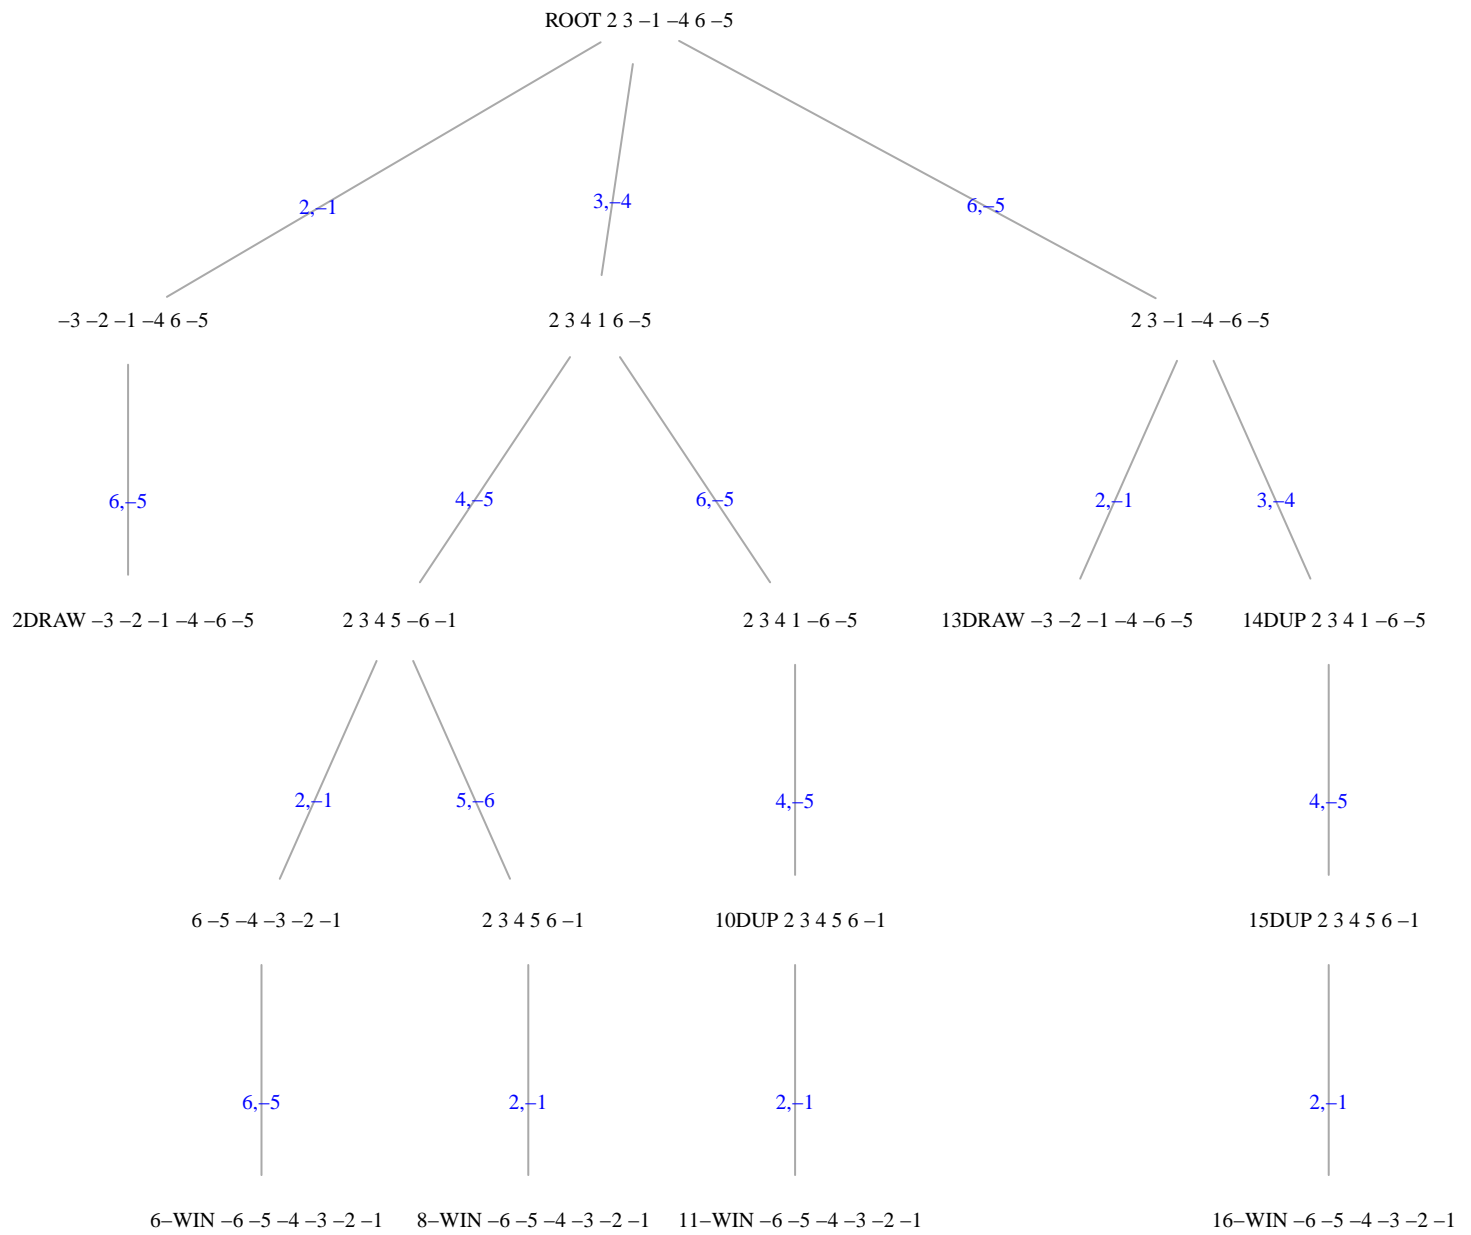 ROOT 2 3 –1 –4 6 –5
2,–1
3,–4
6,–5
–3 –2 –1 –4 6 –5
2 3 4 1 6 –5
2 3 –1 –4 –6 –5
6,–5
4,–5
6,–5
2,–1
3,–4
2DRAW –3 –2 –1 –4 –6 –5
2 3 4 5 –6 –1
2 3 4 1 –6 –5
13DRAW –3 –2 –1 –4 –6 –5
14DUP 2 3 4 1 –6 –5
2,–1
5,–6
4,–5
4,–5
6 –5 –4 –3 –2 –1
2 3 4 5 6 –1
10DUP 2 3 4 5 6 –1
15DUP 2 3 4 5 6 –1
6,–5
2,–1
2,–1
2,–1
6–WIN –6 –5 –4 –3 –2 –1
8–WIN –6 –5 –4 –3 –2 –1
11–WIN –6 –5 –4 –3 –2 –1
16–WIN –6 –5 –4 –3 –2 –1